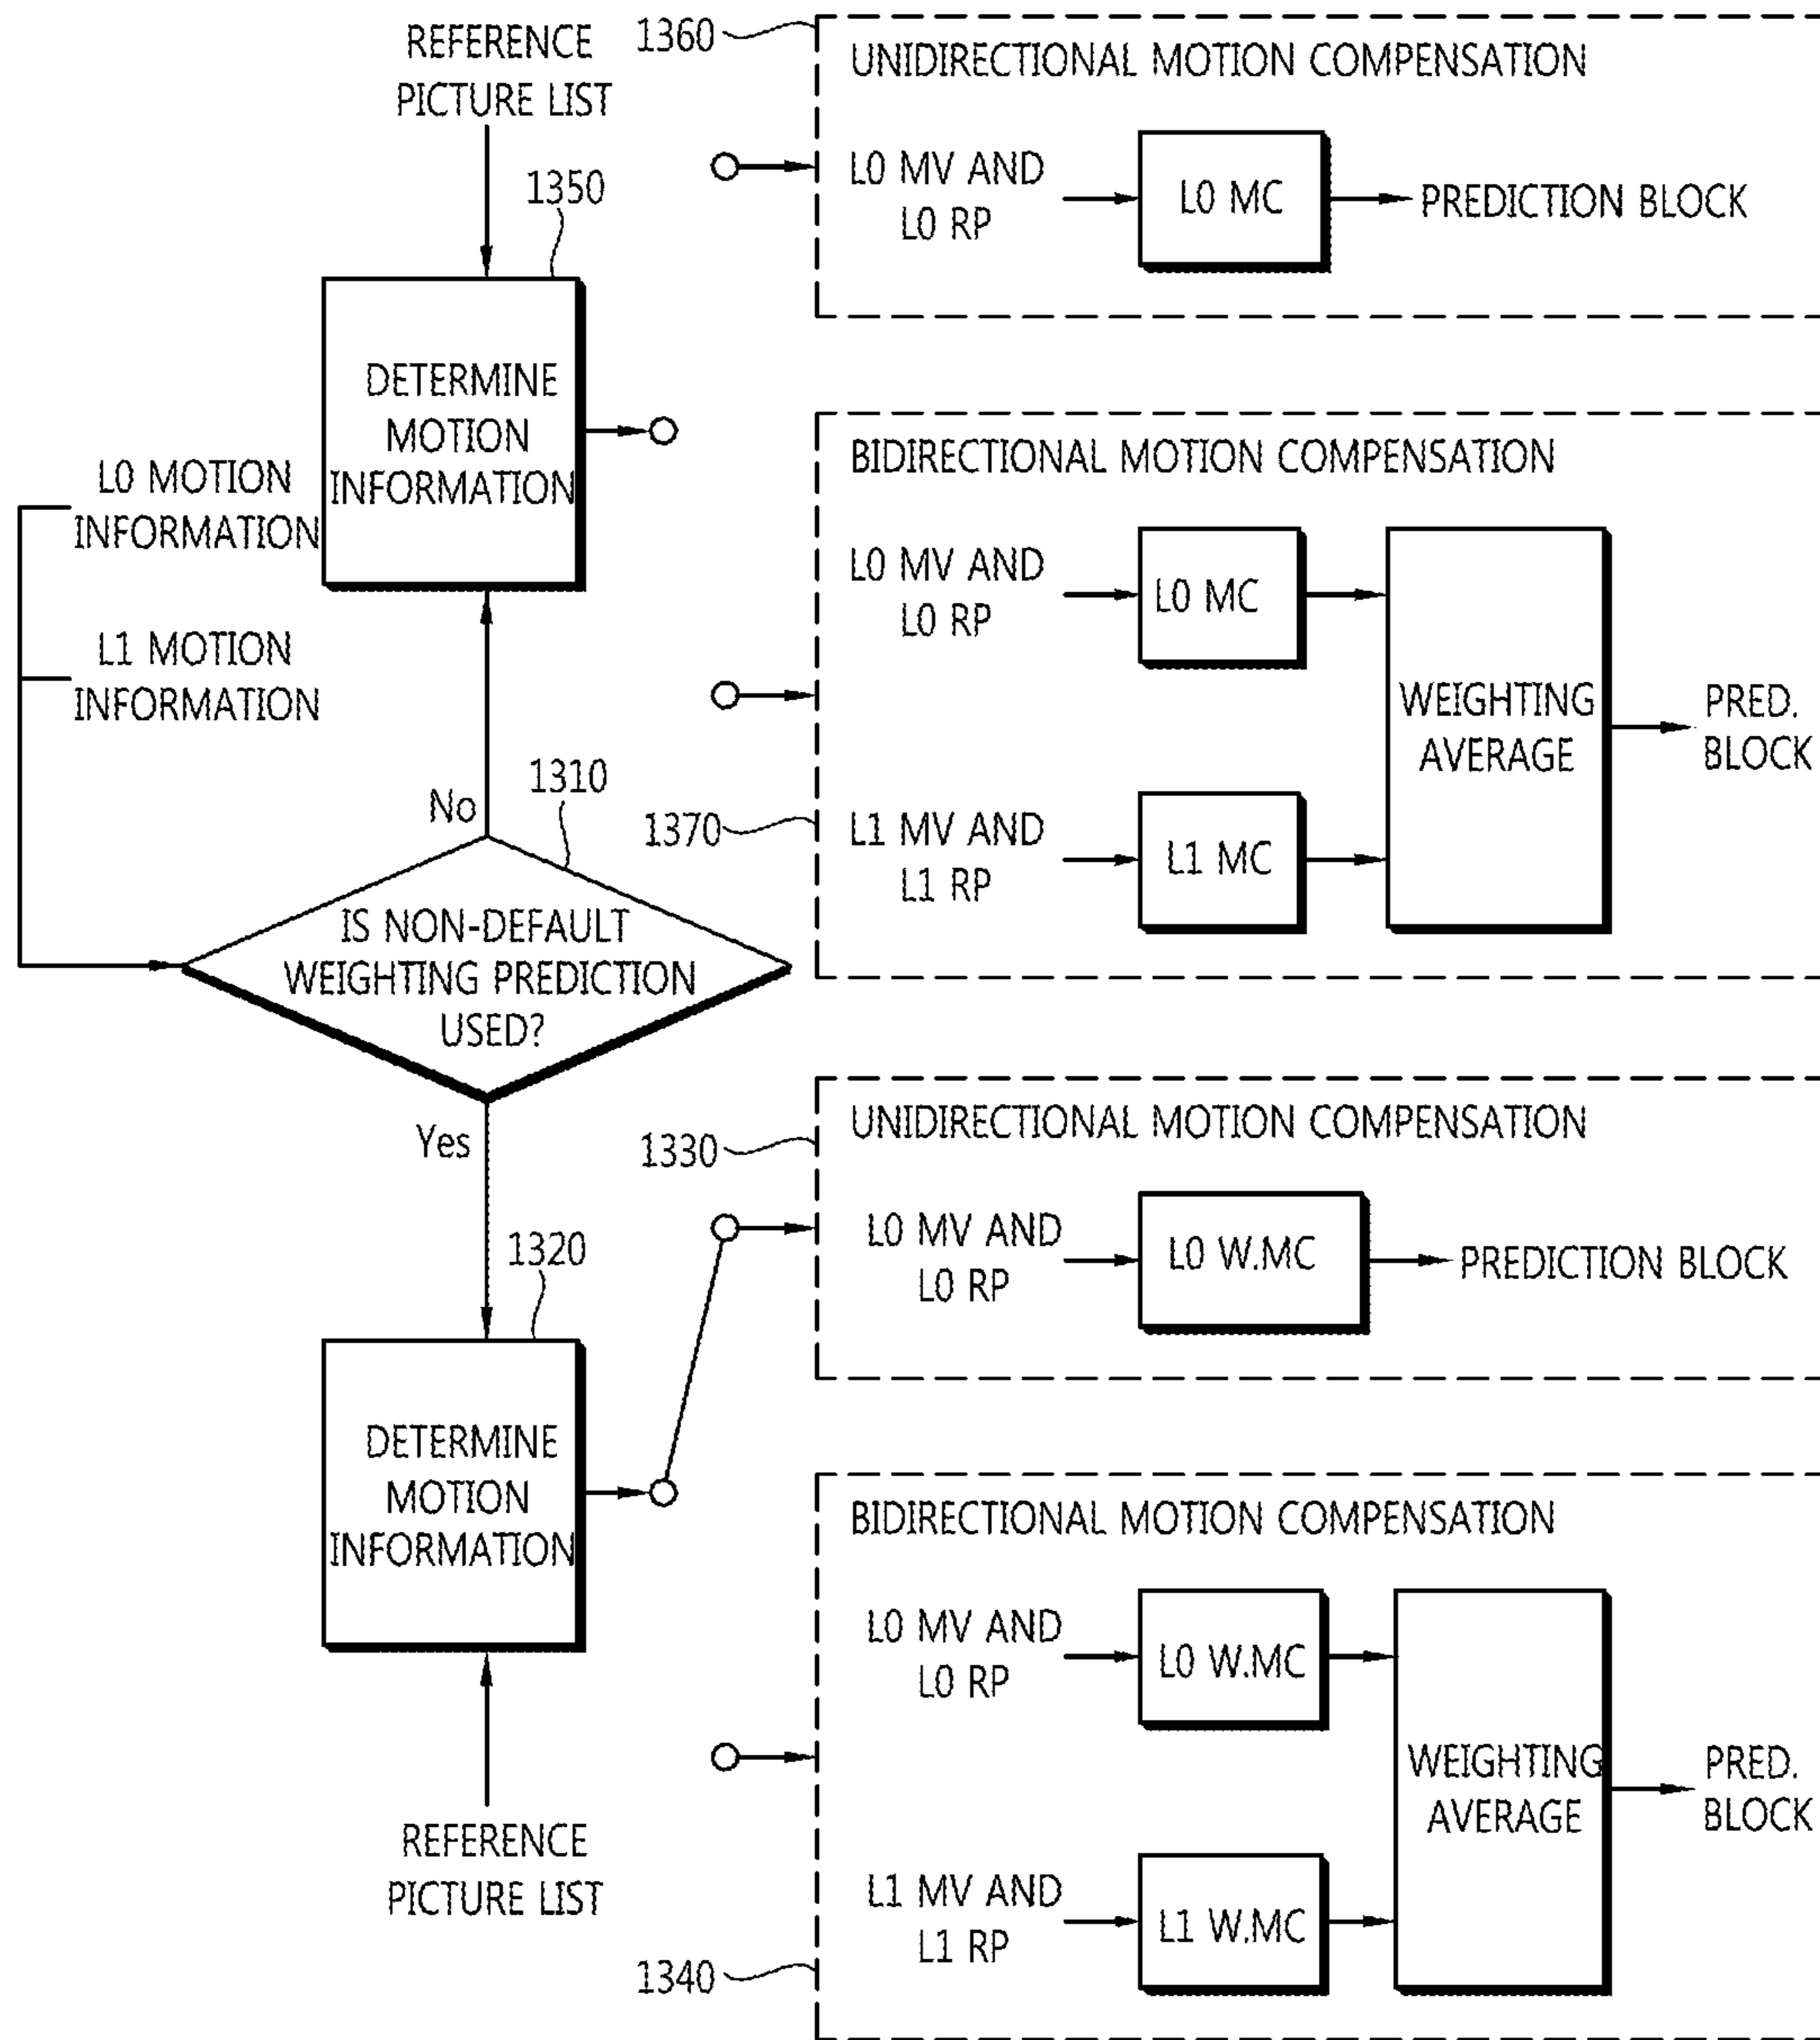 REFERENCE
PICTURE LIST
1350
DETERMINE
MOTION
INFORMATION
L0 MOTION
INFORMATION
L1 MOTION
INFORMATION
No
1310
IS NON-DEFAULT
WEIGHTING PREDICTION
USED?
Yes
1320
DETERMINE
MOTION
INFORMATION
REFERENCE
PICTURE LIST
1360
UNIDIRECTIONAL MOTION COMPENSATION
L0 MV AND
L0 RP
L0 MC
PREDICTION BLOCK
BIDIRECTIONAL MOTION COMPENSATION
L0 MV AND
L0 RP
L0 MC
1370
L1 MV AND
L1 RP
L1 MC
WEIGHTING
AVERAGE
PRED.
BLOCK
1330
UNIDIRECTIONAL MOTION COMPENSATION
L0 MV AND
L0 RP
L0 W.MC
PREDICTION BLOCK
BIDIRECTIONAL MOTION COMPENSATION
L0 MV AND
L0 RP
L0 W.MC
L1 MV AND
L1 RP
L1 W.MC
WEIGHTING
AVERAGE
PRED.
BLOCK
1340